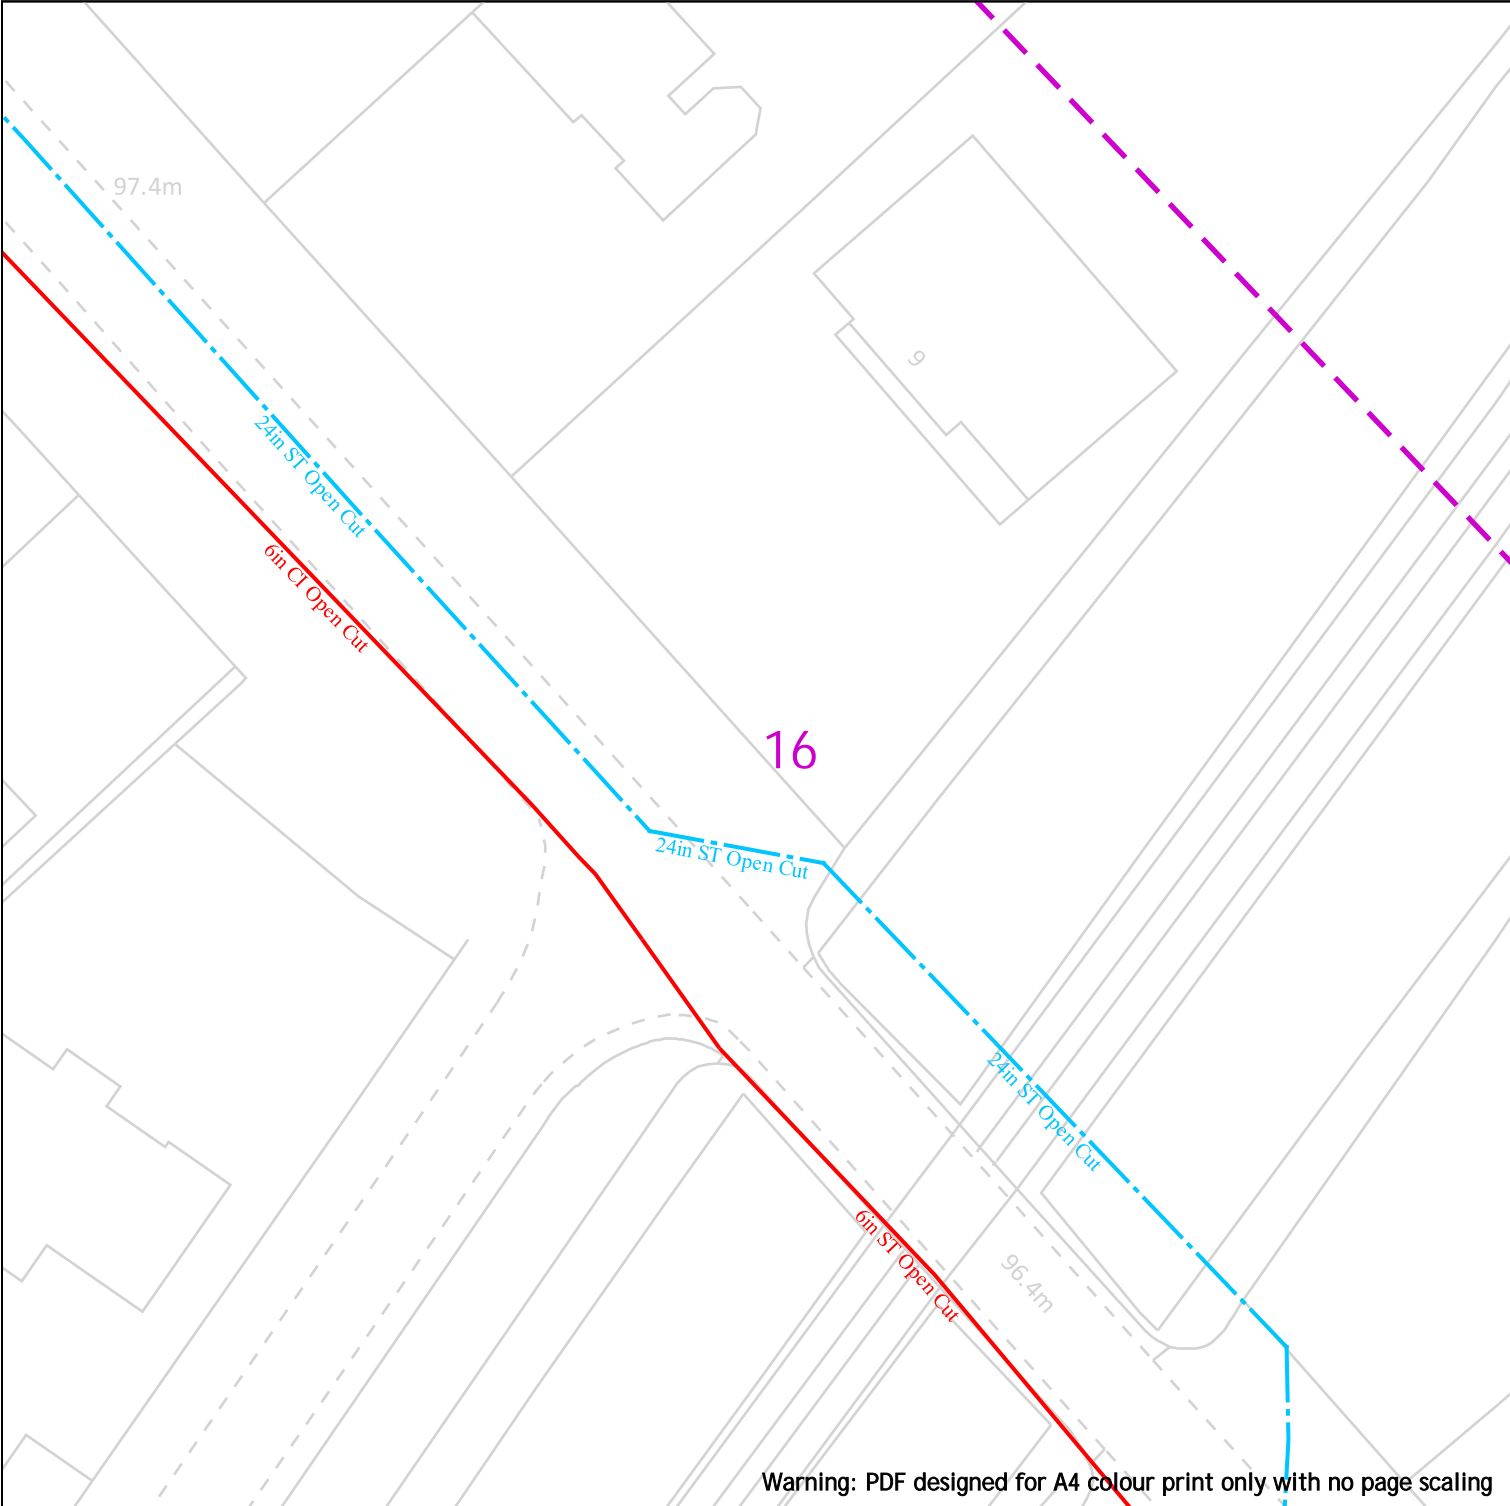 97.4m
9
24in ST Open Cut
6in CI Open Cut
16
24in ST Open Cut
24in ST Open Cut
6in ST Open Cut
96.4m
Warning: PDF designed for A4 colour print only with no page scaling